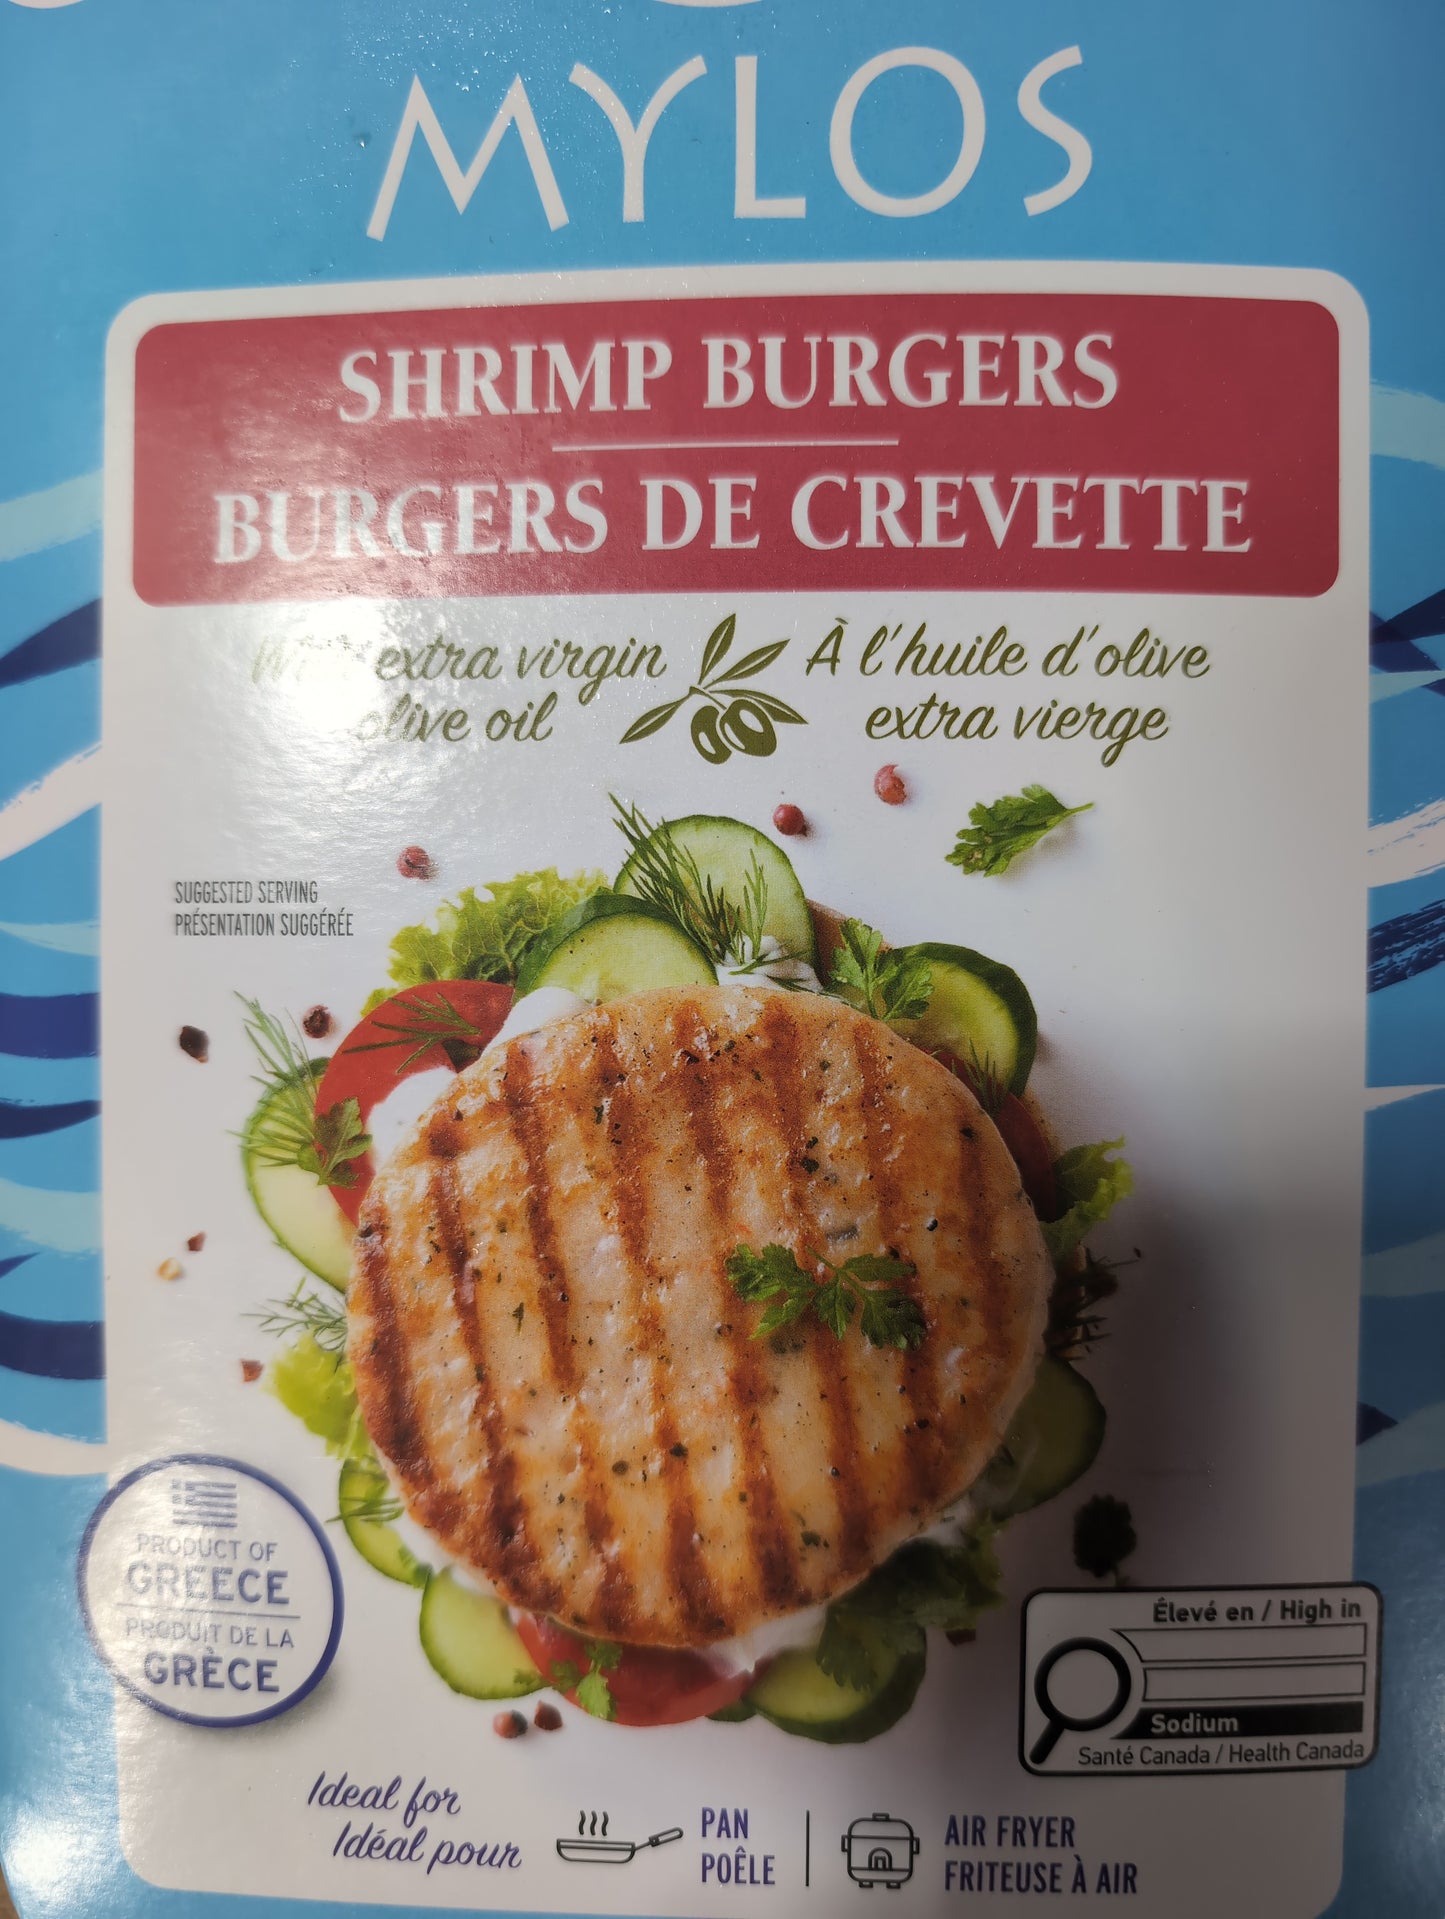 MYLOS
SHRIMP BURGERS
BURGERS DE CREVETTE
With extra virgin
olive oil
À l'huile d'olive
extra vierge
SUGGESTED SERVING
PRÉSENTATION SUGGÉRÉE
PRODUCT OF
GREECE
PRODUIT DE LA
GRÈCE
Élevé en / High in
Sodium
Santé Canada / Health Canada
Ideal for
Idéal pour
PAN
POÊLE
AIR FRYER
FRITEUSE À AIR